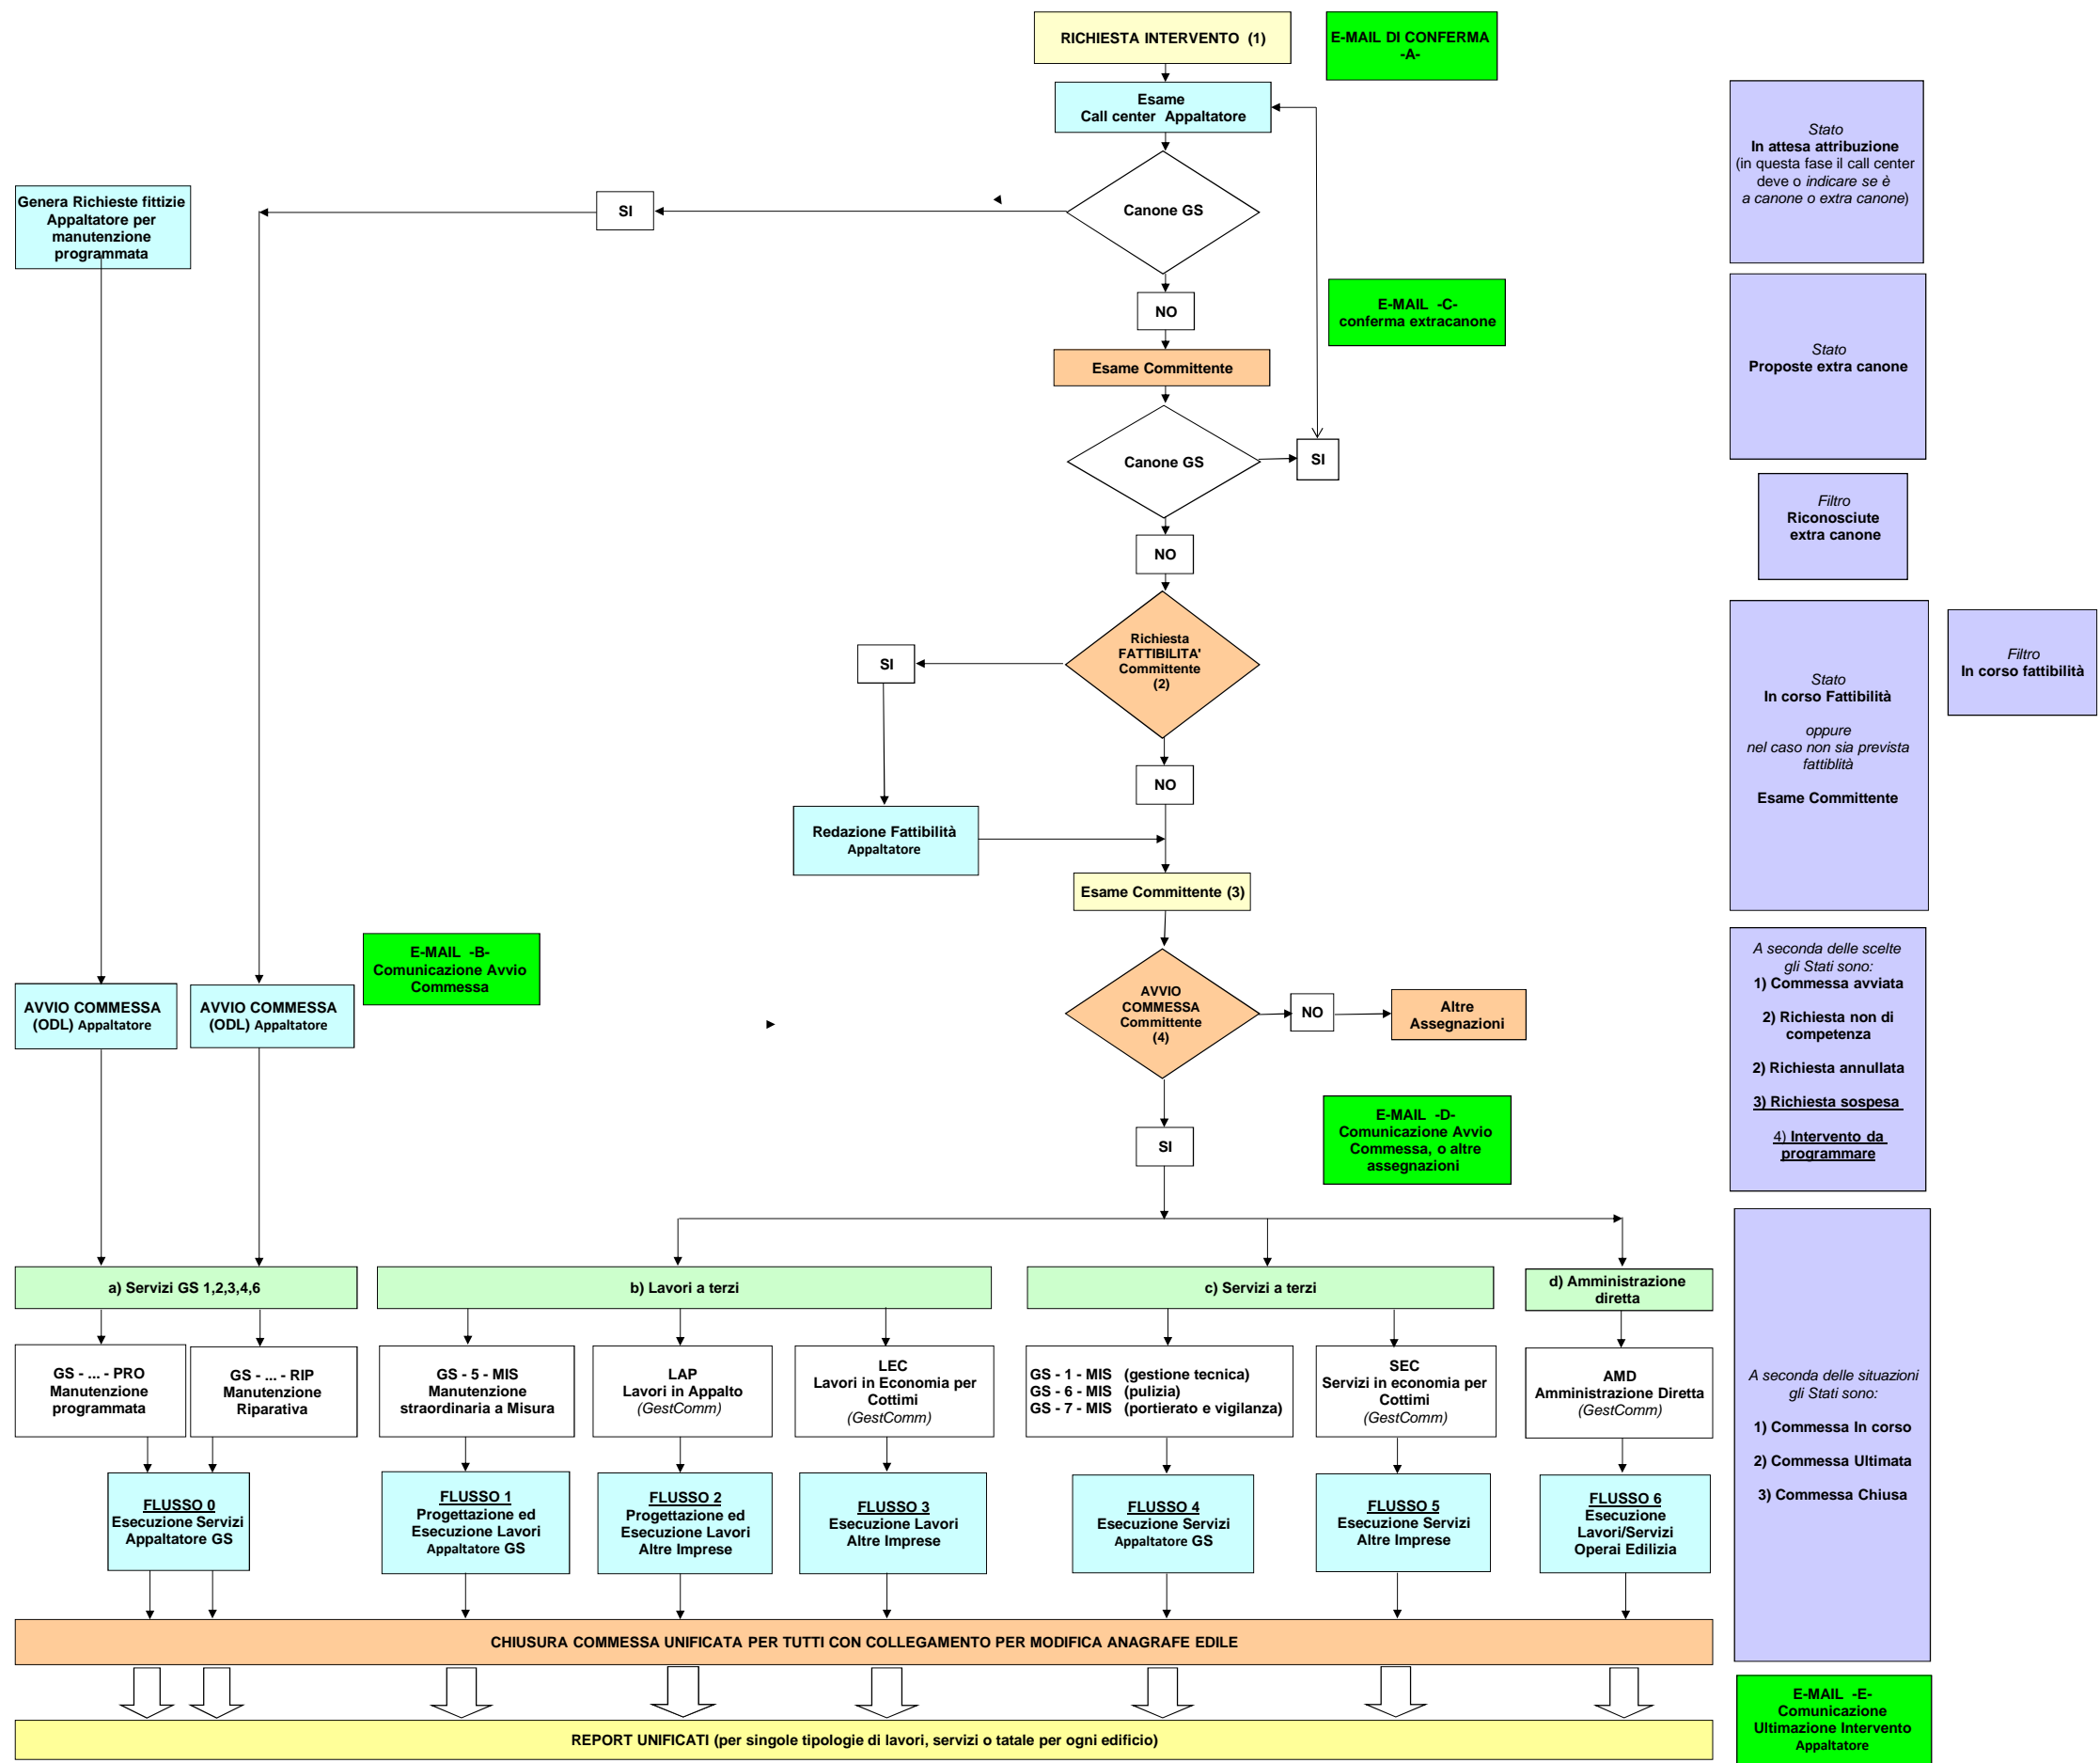 RICHIESTA INTERVENTO (1)
E-MAIL DI CONFERMA
-A-
Esame
Call center Appaltatore
Stato
In attesa attribuzione
(in questa fase il call center
deve o indicare se è
a canone o extra canone)
Genera Richieste fittizie
Appaltatore per
manutenzione
programmata
SI
Canone GS
NO
E-MAIL -C-
conferma extracanone
Esame Committente
Stato
Proposte extra canone
Canone GS
SI
Filtro
Riconosciute
extra canone
NO
SI
Richiesta
FATTIBILITA'
Committente
(2)
Stato
In corso Fattibilità
oppure
nel caso non sia prevista
fattiblità
Esame Committente
Filtro
In corso fattibilità
NO
Redazione Fattibilità
Appaltatore
Esame Committente (3)
E-MAIL -B-
Comunicazione Avvio
Commessa
AVVIO COMMESSA
(ODL) Appaltatore
AVVIO COMMESSA
(ODL) Appaltatore
AVVIO
COMMESSA
Committente
(4)
NO
Altre
Assegnazioni
A seconda delle scelte
gli Stati sono:
1) Commessa avviata
2) Richiesta non di
competenza
2) Richiesta annullata
3) Richiesta sospesa
4) Intervento da
programmare
SI
E-MAIL -D-
Comunicazione Avvio
Commessa, o altre
assegnazioni
a) Servizi GS 1,2,3,4,6
b) Lavori a terzi
c) Servizi a terzi
d) Amministrazione
diretta
GS - ... - PRO
Manutenzione
programmata
GS - ... - RIP
Manutenzione
Riparativa
GS - 5 - MIS
Manutenzione
straordinaria a Misura
LAP
Lavori in Appalto
(GestComm)
LEC
Lavori in Economia per
Cottimi
(GestComm)
GS - 1 - MIS (gestione tecnica)
GS - 6 - MIS (pulizia)
GS - 7 - MIS (portierato e vigilanza)
SEC
Servizi in economia per
Cottimi
(GestComm)
AMD
Amministrazione Diretta
(GestComm)
A seconda delle situazioni
gli Stati sono:
1) Commessa In corso
2) Commessa Ultimata
3) Commessa Chiusa
FLUSSO 0
Esecuzione Servizi
Appaltatore GS
FLUSSO 1
Progettazione ed
Esecuzione Lavori
Appaltatore GS
FLUSSO 2
Progettazione ed
Esecuzione Lavori
Altre Imprese
FLUSSO 3
Esecuzione Lavori
Altre Imprese
FLUSSO 4
Esecuzione Servizi
Appaltatore GS
FLUSSO 5
Esecuzione Servizi
Altre Imprese
FLUSSO 6
Esecuzione
Lavori/Servizi
Operai Edilizia
CHIUSURA COMMESSA UNIFICATA PER TUTTI CON COLLEGAMENTO PER MODIFICA ANAGRAFE EDILE
E-MAIL -E-
Comunicazione
Ultimazione Intervento
Appaltatore
REPORT UNIFICATI (per singole tipologie di lavori, servizi o tatale per ogni edificio)